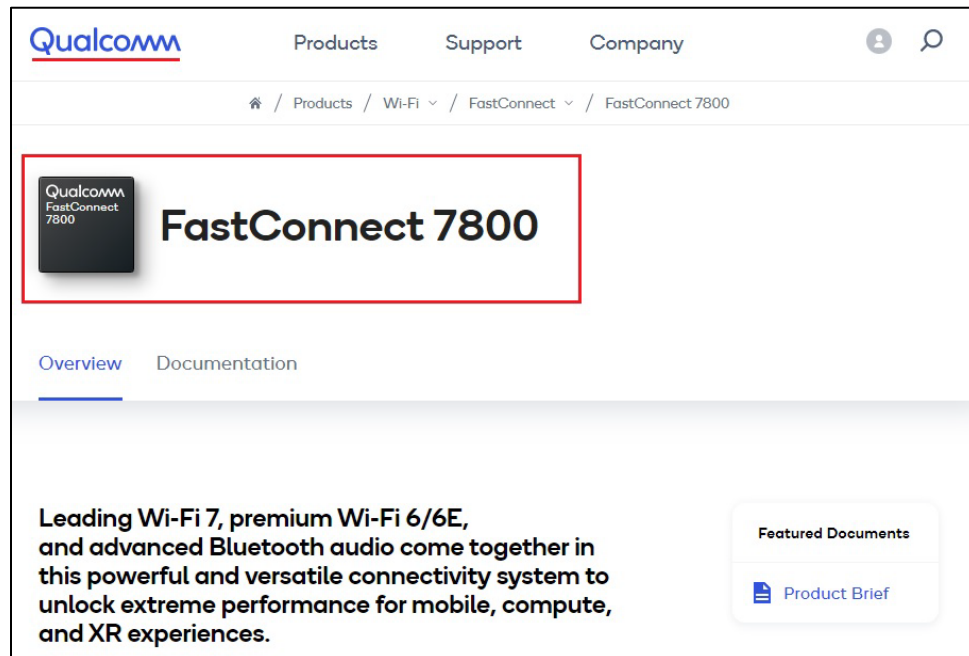 Qualcomm Products Support Company
/ Products / Wi-Fi / FastConnect / FastConnect 7800
Qualcomm
FastConnect
7800
FastConnect 7800
Overview Documentation
Leading Wi-Fi 7, premium Wi-Fi 6/6E,
and advanced Bluetooth audio come together in
this powerful and versatile connectivity system to
unlock extreme performance for mobile, compute,
and XR experiences.
Featured Documents
Product Brief